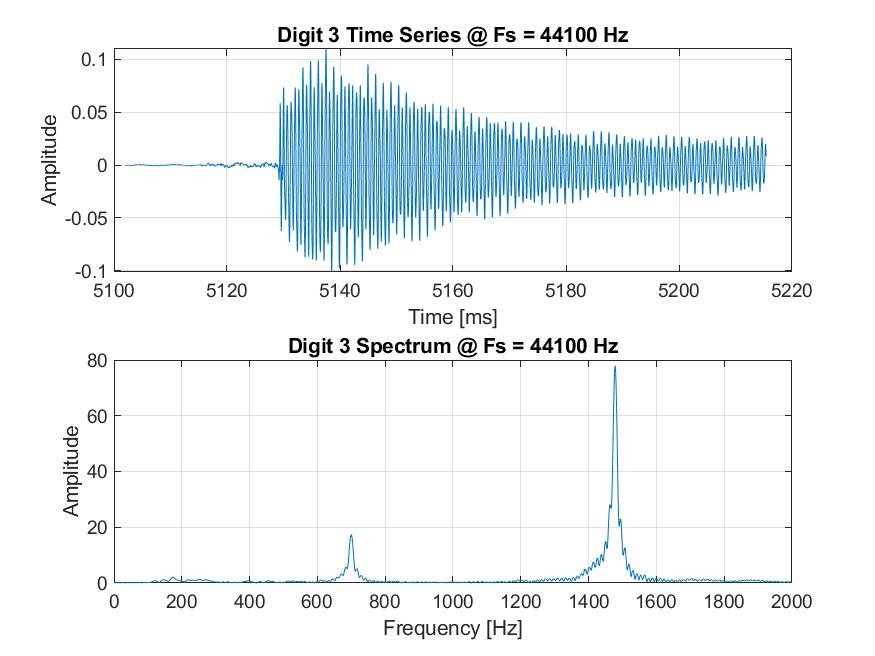 Digit 3 Time Series @ Fs = 44100 Hz
0.1
0.05
0
-0.05
-0.1
Amplitude
5100 5120 5140 5160 5180 5200 5220
Time [ms]
Digit 3 Spectrum @ Fs = 44100 Hz
80
60
40
20
0
Amplitude
0 200 400 600 800 1000 1200 1400 1600 1800 2000
Frequency [Hz]